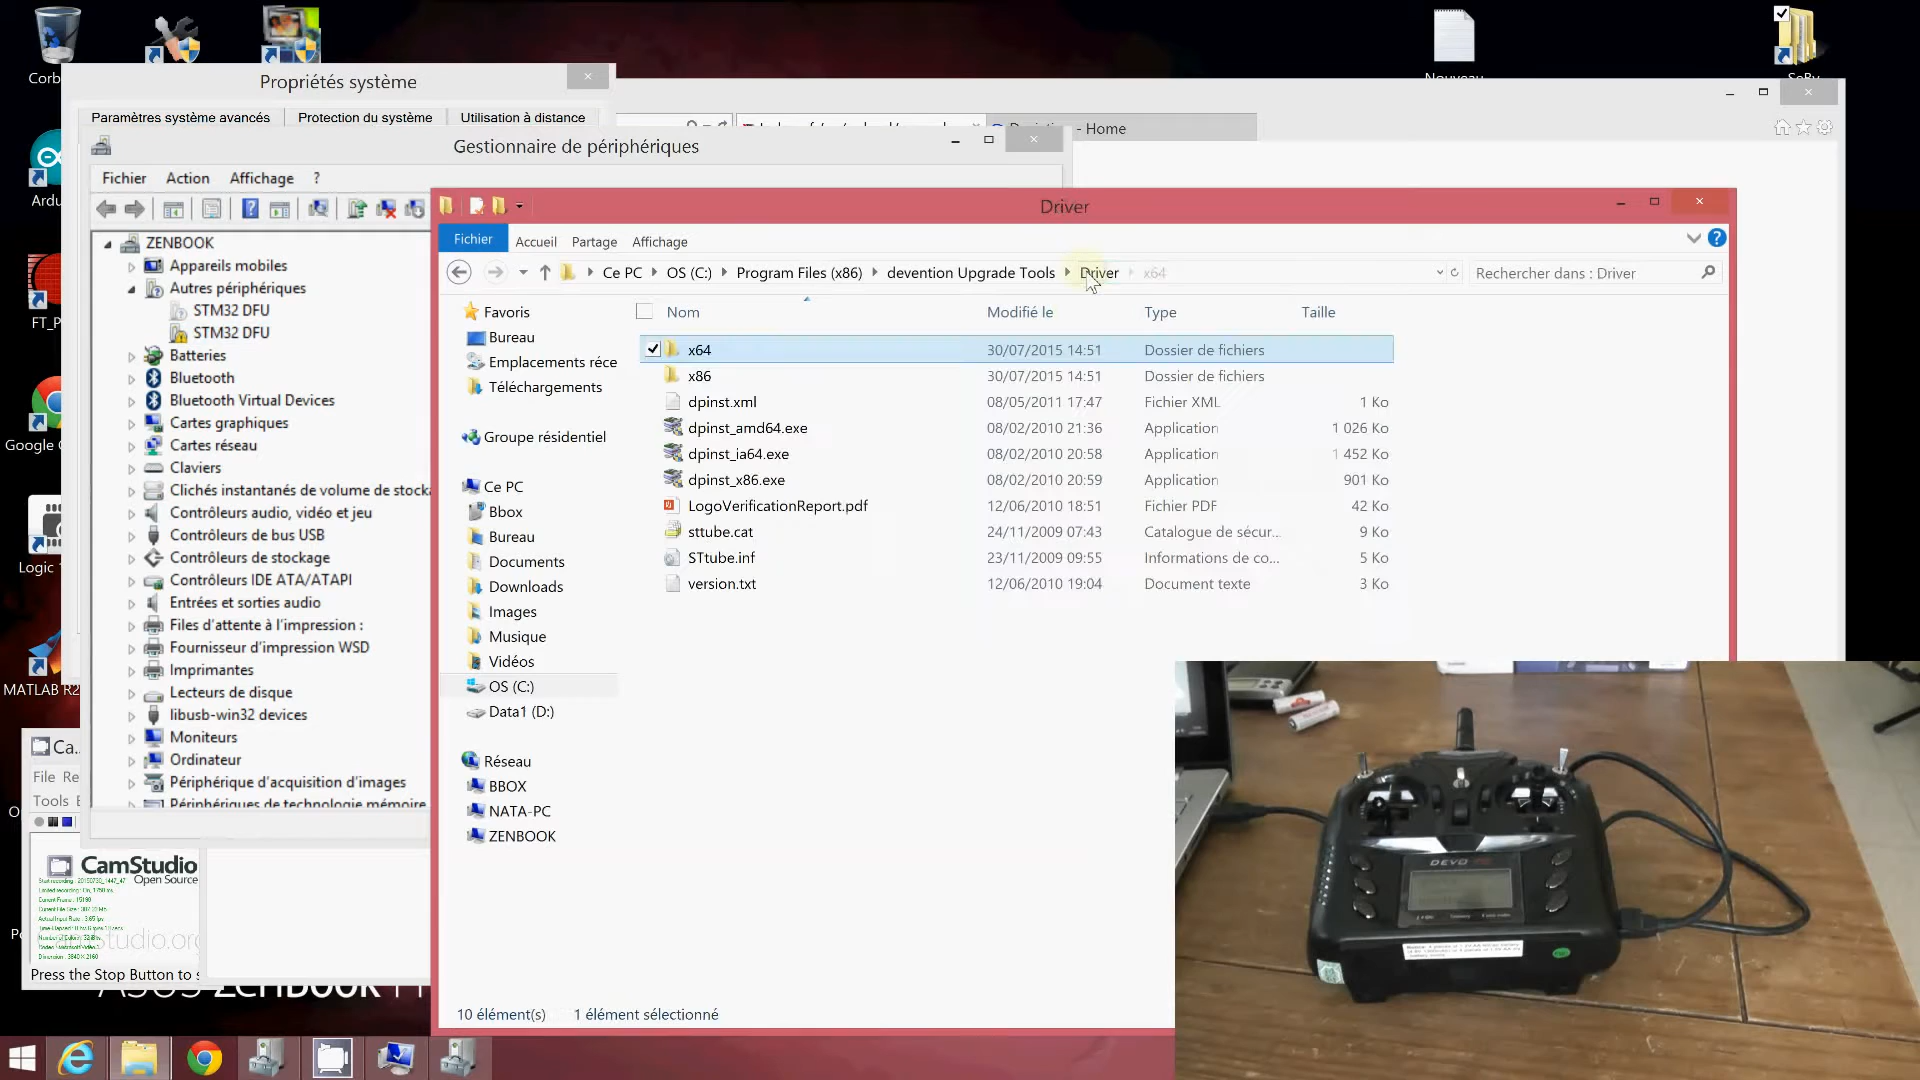 Corb
Nouveau
SoBy
Propriétés système
Paramètres système avancés
Protection du système
Utilisation à distance
- Home
Gestionnaire de périphériques
Fichier
Action
Affichage
?
ZENBOOK
Appareils mobiles
Autres périphériques
STM32 DFU
STM32 DFU
Batteries
Bluetooth
Bluetooth Virtual Devices
Cartes graphiques
Cartes réseau
Claviers
Clichés instantanés de volume de stocka
Contrôleurs audio, vidéo et jeu
Contrôleurs de bus USB
Contrôleurs de stockage
Contrôleurs IDE ATA/ATAPI
Entrées et sorties audio
Files d'attente à l'impression :
Fournisseur d'impression WSD
Imprimantes
Lecteurs de disque
libusb-win32 devices
Moniteurs
Ordinateur
Périphérique d'acquisition d'images
Périphériques de technologie mémoire
Driver
Fichier
Accueil
Partage
Affichage
Ce PC
OS (C:)
Program Files (x86)
devention Upgrade Tools
Driver
x64
Rechercher dans : Driver
Favoris
Bureau
Emplacements réce
Téléchargements
Groupe résidentiel
Ce PC
Bbox
Bureau
Documents
Downloads
Images
Musique
Vidéos
OS (C:)
Data1 (D:)
Réseau
BBOX
NATA-PC
ZENBOOK
Nom Modifié le Type Taille
x64 30/07/2015 14:51 Dossier de fichiers
x86 30/07/2015 14:51 Dossier de fichiers
dpinst.xml 08/05/2011 17:47 Fichier XML 1 Ko
dpinst_amd64.exe 08/02/2010 21:36 Application 1 026 Ko
dpinst_ia64.exe 08/02/2010 20:58 Application 1 452 Ko
dpinst_x86.exe 08/02/2010 20:59 Application 901 Ko
LogoVerificationReport.pdf 12/06/2010 18:51 Fichier PDF 42 Ko
sttube.cat 24/11/2009 07:43 Catalogue de sécur... 9 Ko
STtube.inf 23/11/2009 09:55 Informations de co... 5 Ko
version.txt 12/06/2010 19:04 Document texte 3 Ko
10 élément(s)
1 élément sélectionné
Ardu
FT_P
Google
Logic
MATLAB R2
Ca...
File Re
Tools
CamStudio
Open Source
Press the Stop Button to s
ASUS ZENBOOK
DEVO